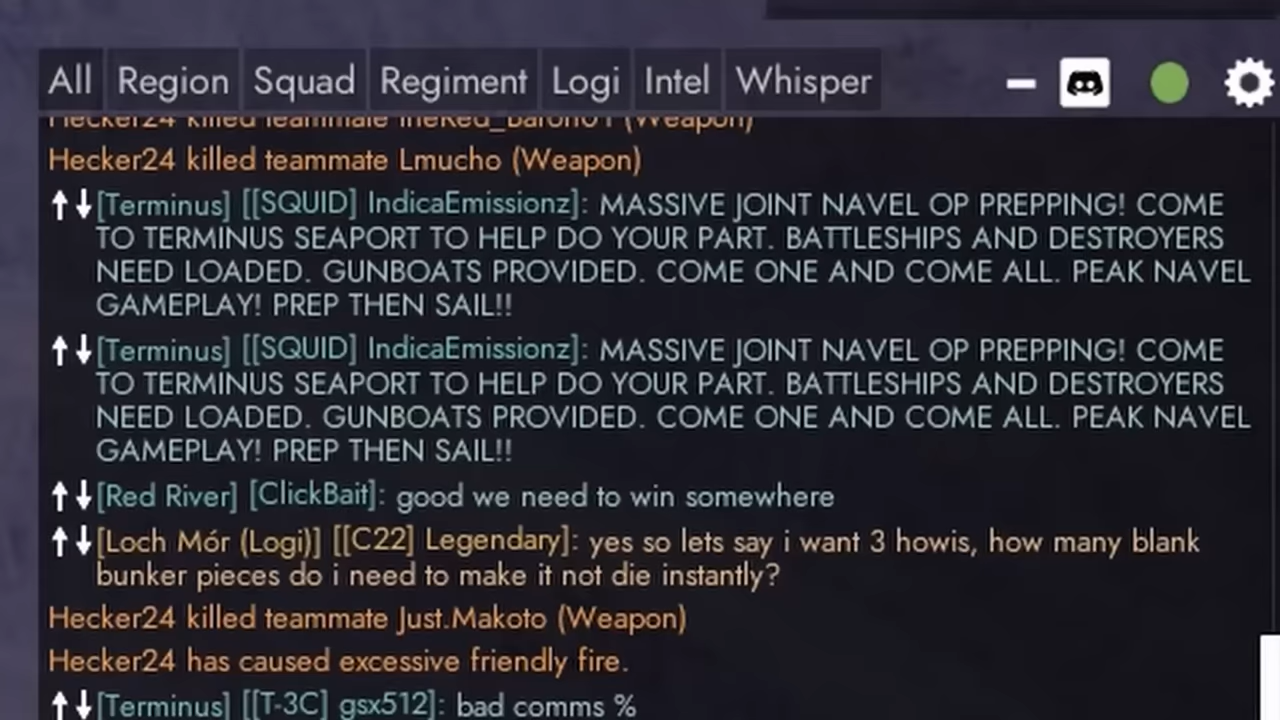 All Region Squad Regiment Logi Intel Whisper
Hecker24 killed teammate TheRed_Baron01 (Weapon)
Hecker24 killed teammate Lmucho (Weapon)
[Terminus] [[SQUID] IndicaEmissionz]: MASSIVE JOINT NAVEL OP PREPPING! COME
TO TERMINUS SEAPORT TO HELP DO YOUR PART. BATTLESHIPS AND DESTROYERS
NEED LOADED. GUNBOATS PROVIDED. COME ONE AND COME ALL. PEAK NAVEL
GAMEPLAY! PREP THEN SAIL!!
[Terminus] [[SQUID] IndicaEmissionz]: MASSIVE JOINT NAVEL OP PREPPING! COME
TO TERMINUS SEAPORT TO HELP DO YOUR PART. BATTLESHIPS AND DESTROYERS
NEED LOADED. GUNBOATS PROVIDED. COME ONE AND COME ALL. PEAK NAVEL
GAMEPLAY! PREP THEN SAIL!!
[Red River] [ClickBait]: good we need to win somewhere
[Loch Mór (Logi)] [[C22] Legendary]: yes so lets say i want 3 howis, how many blank
bunker pieces do i need to make it not die instantly?
Hecker24 killed teammate Just.Makoto (Weapon)
Hecker24 has caused excessive friendly fire.
[Terminus] [[T-3C] gsx512]: bad comms %